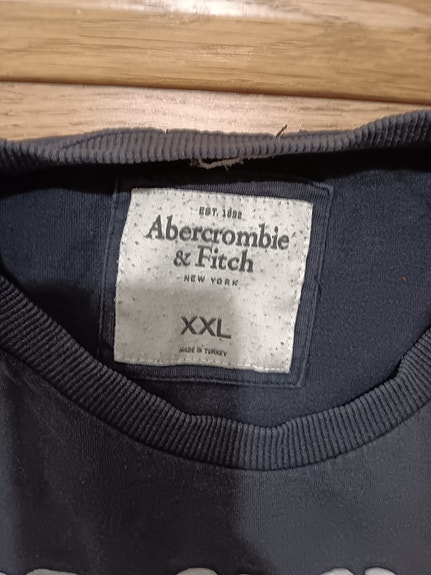 EST. 1892
Abercrombie
& Fitch
NEW YORK
XXL
MADE IN TURKEY